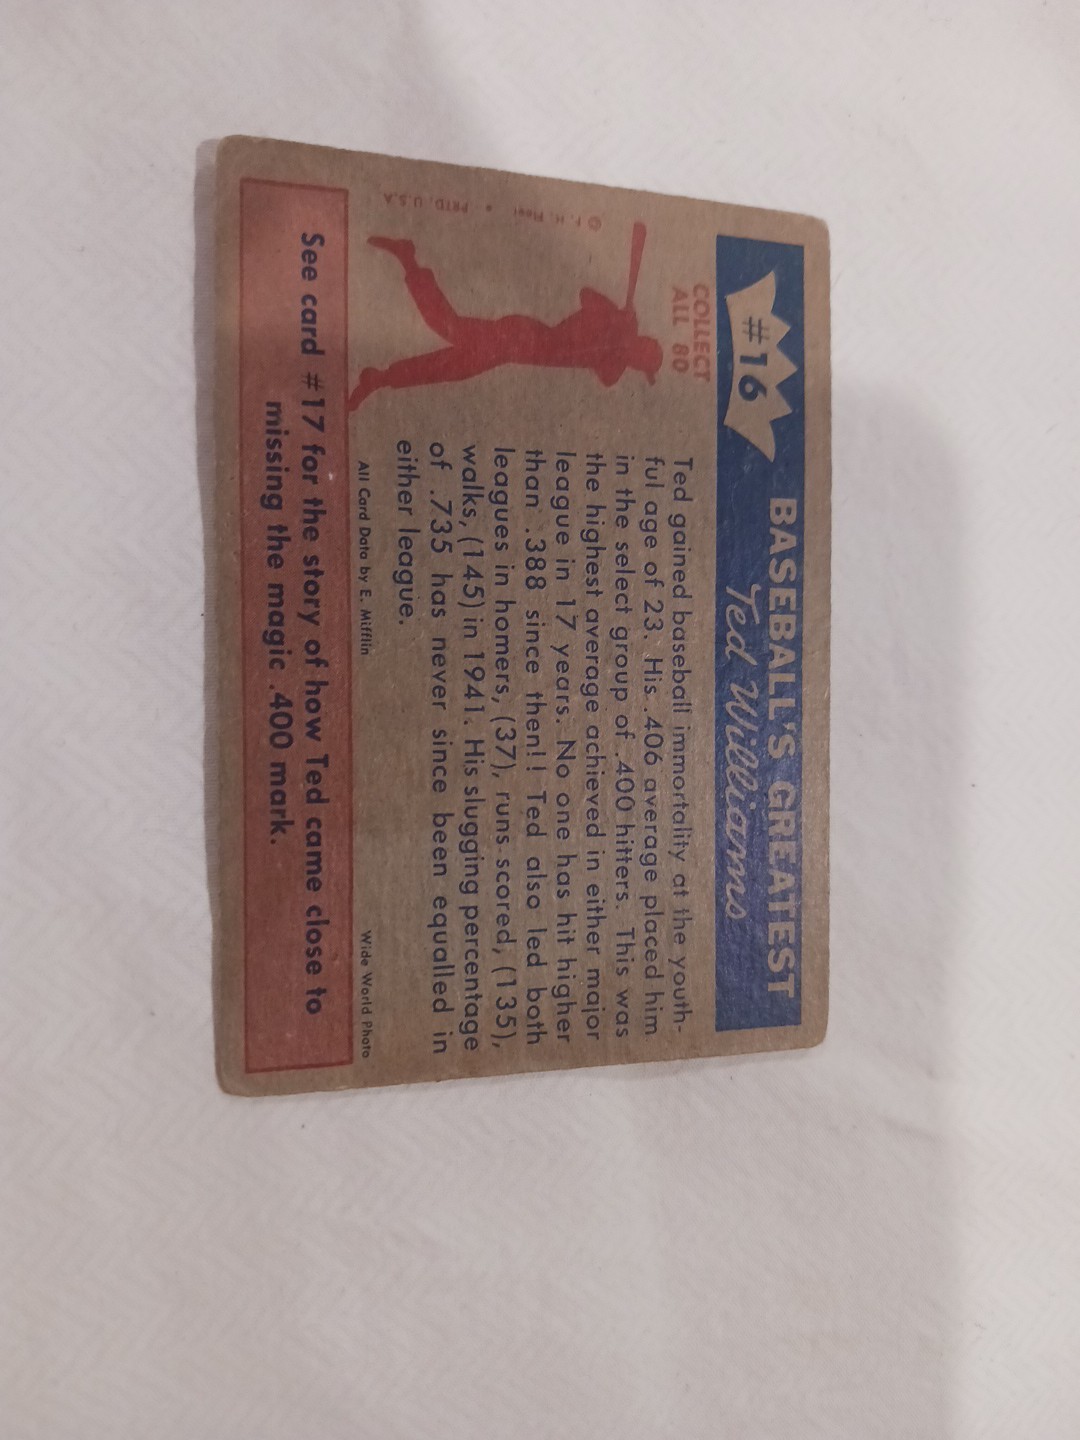 #16
BASEBALL'S GREATEST
Ted Williams
COLLECT
ALL 80
Ted gained baseball immortality at the youth-
ful age of 23. His .406 average placed him
in the select group of .400 hitters. This was
the highest average achieved in either major
league in 17 years. No one has hit higher
than .388 since then!! Ted also led both
leagues in homers, (37), runs scored, (135),
walks, (145) in 1941. His slugging percentage
of .735 has never since been equalled in
either league.
© F. H. Fleer • PRTD. U.S.A.
All Card Data by E. Mifflin
Wide World Photo
See card #17 for the story of how Ted came close to
missing the magic .400 mark.